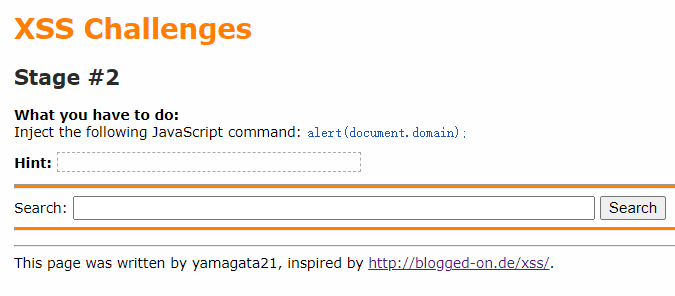 XSS Challenges
Stage #2
What you have to do:
Inject the following JavaScript command: alert(document.domain);
Hint:
Search: Search
This page was written by yamagata21, inspired by http://blogged-on.de/xss/.